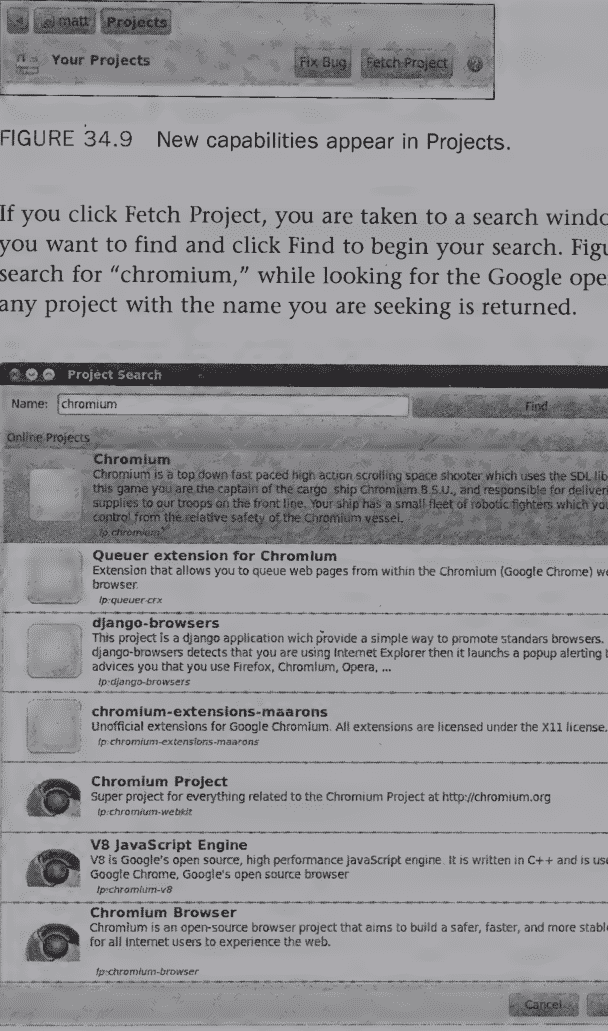 matt Projects
Your Projects Fix Bug Fetch Project
FIGURE 34.9 New capabilities appear in Projects.
If you click Fetch Project, you are taken to a search windo
you want to find and click Find to begin your search. Figu
search for “chromium,” while looking for the Google ope
any project with the name you are seeking is returned.
Project Search
Name: chromium Find
Online Projects
Chromium
Chromium is a top down fast paced high action scrolling space shooter which uses the SDL lib
this game you are the captain of the cargo ship Chromium B.S.U., and responsible for deliveri
supplies to our troops on the front line. Your ship has a small fleet of robotic fighters which you
control from the relative safety of the Chromium vessel.
lp:chromium
Queuer extension for Chromium
Extension that allows you to queue web pages from within the Chromium (Google Chrome) we
browser.
lp:queuer-crx
django-browsers
This project is a django application wich provide a simple way to promote standars browsers.
django-browsers detects that you are using Internet Explorer then it launchs a popup alerting
advices you that you use Firefox, Chromium, Opera, ...
lp:django-browsers
chromium-extensions-maarons
Unofficial extensions for Google Chromium. All extensions are licensed under the X11 license.
lp:chromium-extensions-maarons
Chromium Project
Super project for everything related to the Chromium Project at http://chromium.org
lp:chromium-webkit
V8 JavaScript Engine
V8 is Google's open source, high performance JavaScript engine. It is written in C++ and is use
Google Chrome, Google's open source browser
lp:chromium-v8
Chromium Browser
Chromium is an open-source browser project that aims to build a safer, faster, and more stabl
for all Internet users to experience the web.
lp:chromium-browser
Cancel